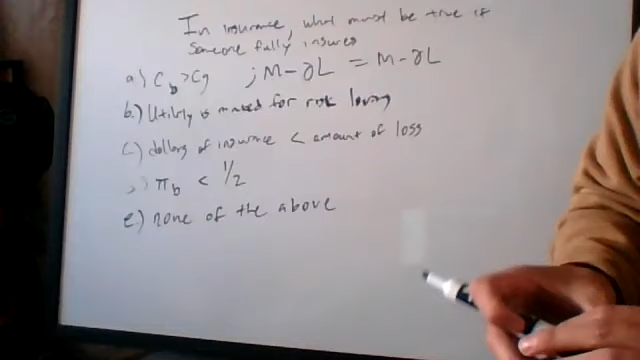 In insurance, what must be true if
someone fully insures
a.) C_b > C_g ; M - γL = M - γL
b.) Utility is maxed for risk loving
c.) dollars of insurance < amount of loss
) π_b < 1/2
e.) none of the above